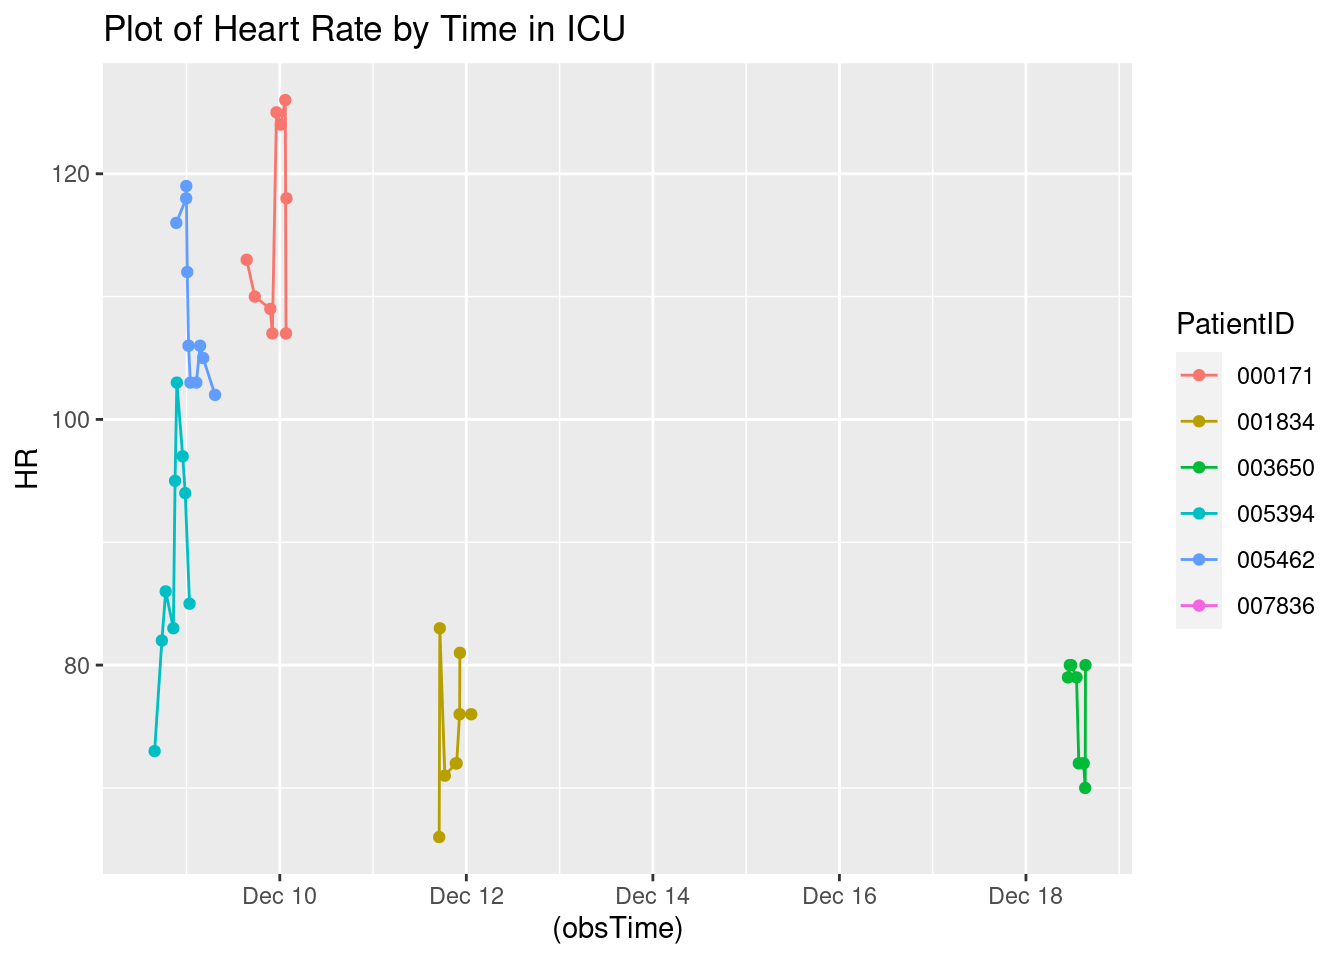 Plot of Heart Rate by Time in ICU
120
100
80
HR
Dec 10 Dec 12 Dec 14 Dec 16 Dec 18
(obsTime)
PatientID
000171
001834
003650
005394
005462
007836